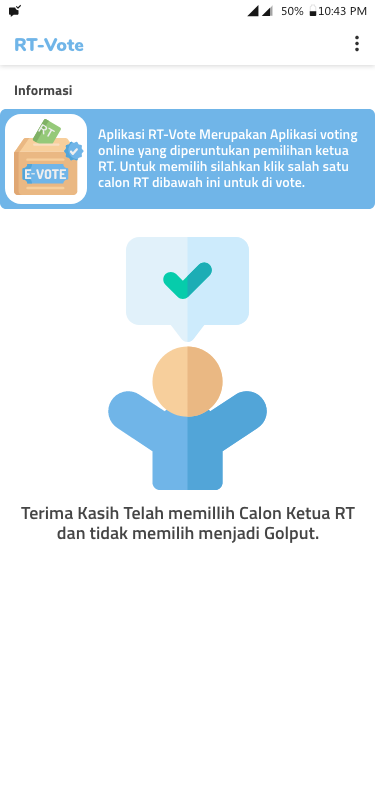 50% 10:43 PM
RT-Vote
Informasi
RT
E-VOTE
Aplikasi RT-Vote Merupakan Aplikasi voting
online yang diperuntukan pemilihan ketua
RT. Untuk memilih silahkan klik salah satu
calon RT dibawah ini untuk di vote.
Terima Kasih Telah memillih Calon Ketua RT
dan tidak memilih menjadi Golput.